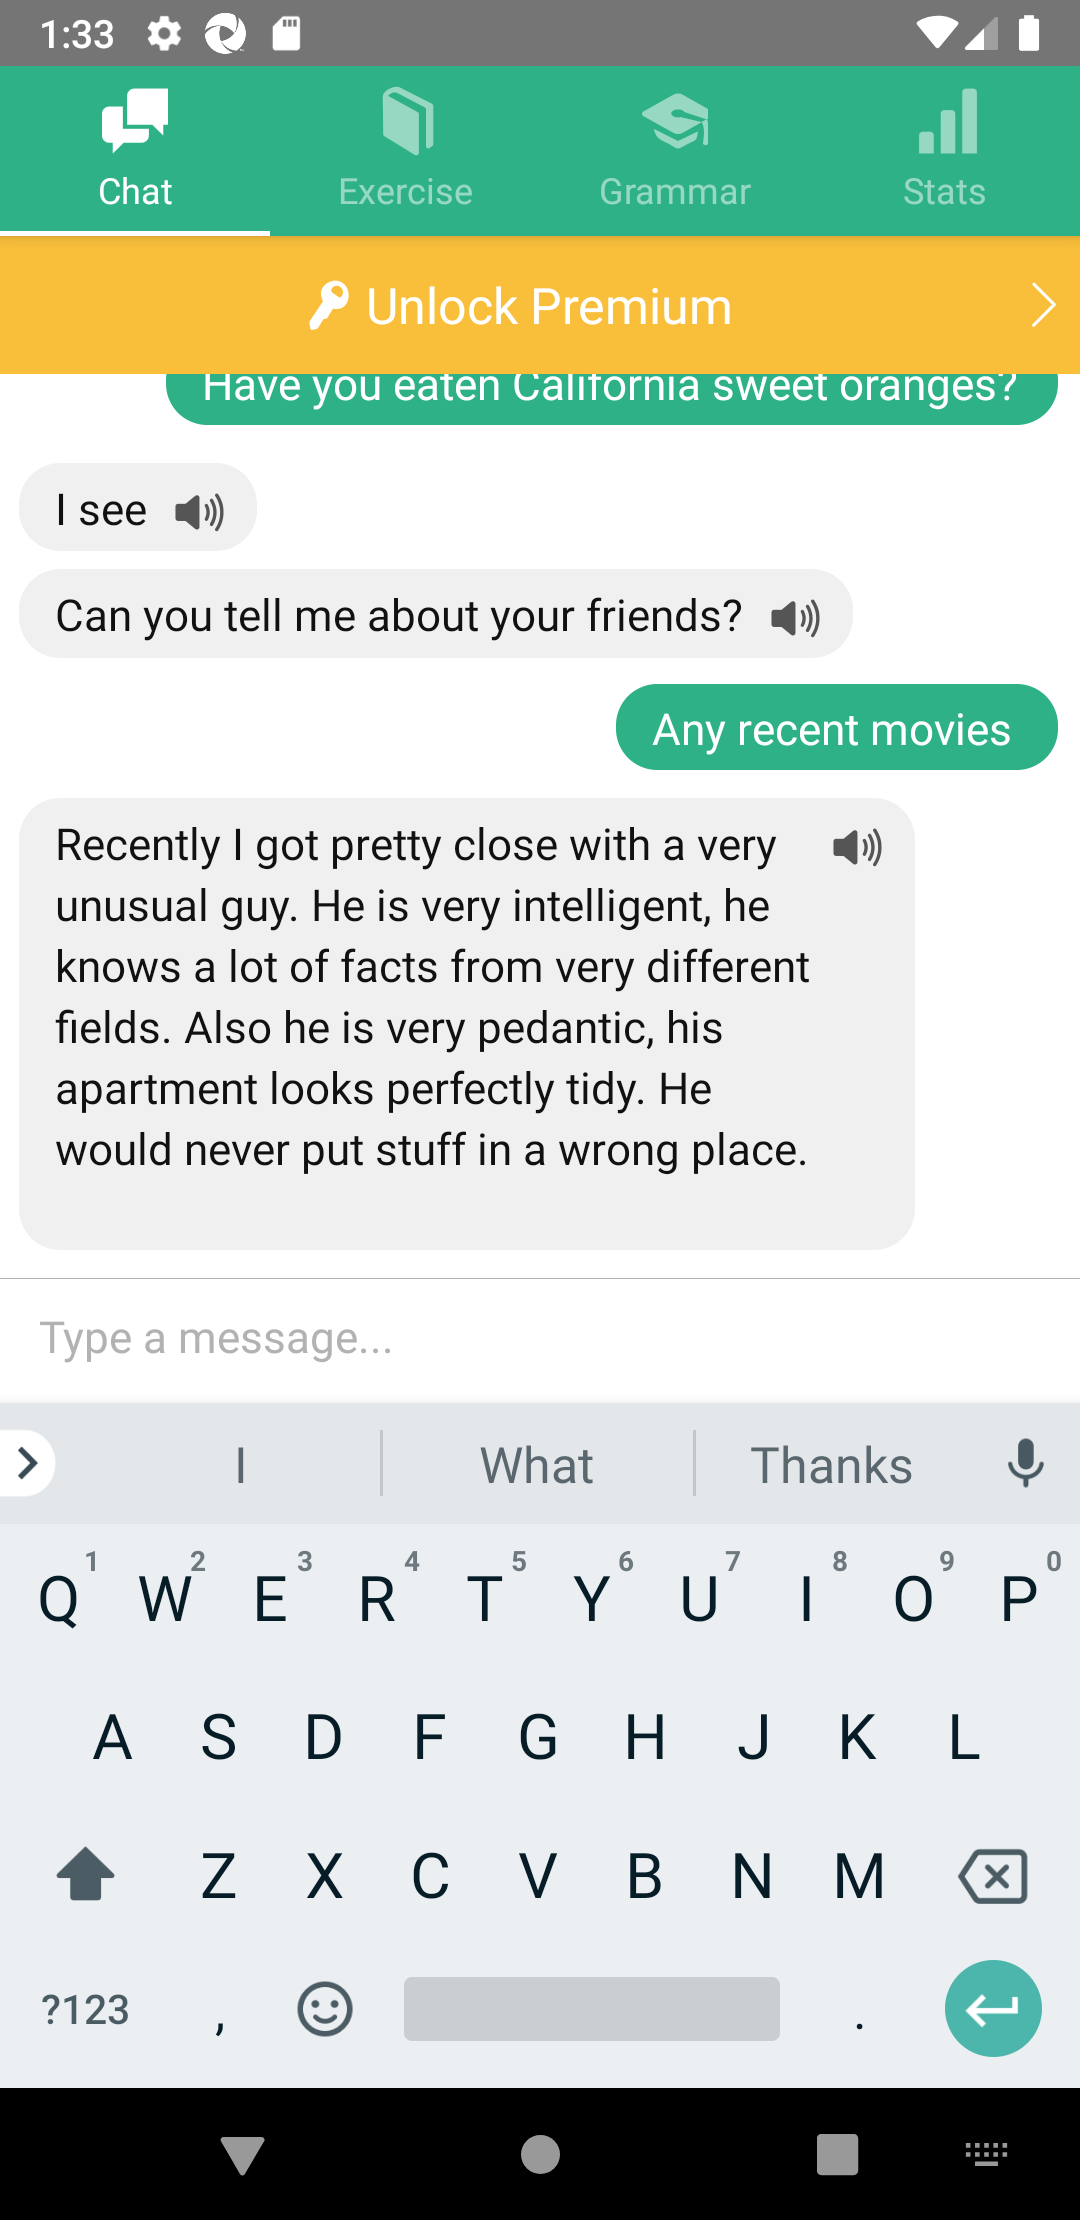 1:33
Chat
Exercise
Grammar
Stats
Unlock Premium
Have you eaten California sweet oranges?
I see
Can you tell me about your friends?
Any recent movies
Recently I got pretty close with a very
unusual guy. He is very intelligent, he
knows a lot of facts from very different
fields. Also he is very pedantic, his
apartment looks perfectly tidy. He
would never put stuff in a wrong place.
Type a message...
I What Thanks
Q 1 W 2 E 3 R 4 T 5 Y 6 U 7 I 8 O 9 P 0
A S D F G H J K L
Z X C V B N M
?123 , .